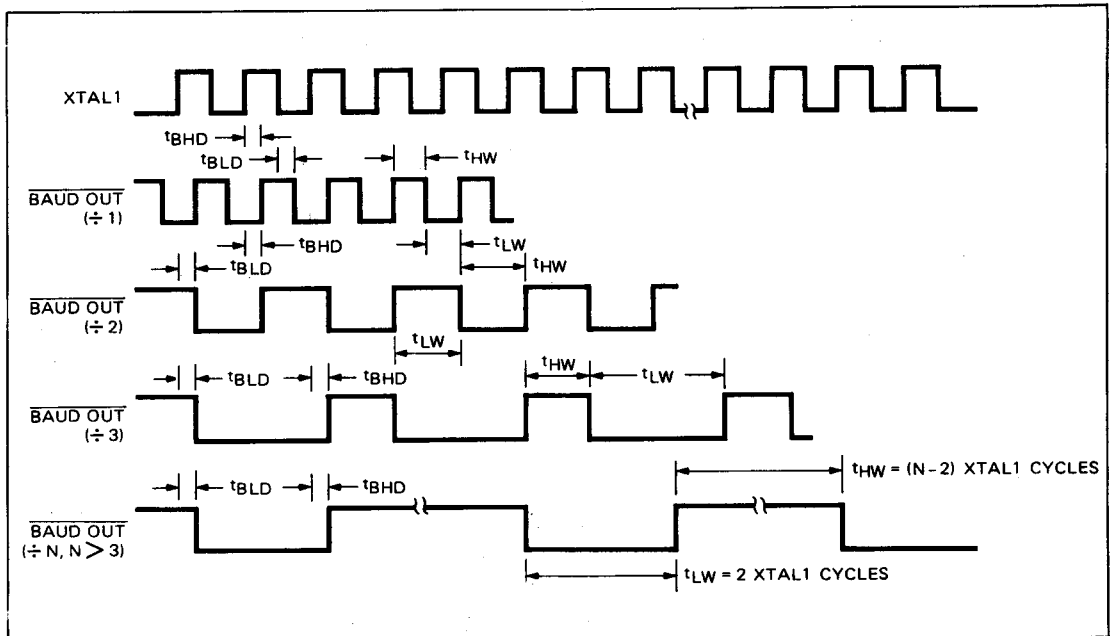 XTAL1
tBHD
tBLD
tHW
BAUD OUT
(÷ 1)
tBHD
tLW
tBLD
tHW
BAUD OUT
(÷ 2)
tLW
tBLD
tBHD
tHW
tLW
BAUD OUT
(÷ 3)
tHW = (N-2) XTAL1 CYCLES
tBLD
tBHD
BAUD OUT
(÷ N, N > 3)
tLW = 2 XTAL1 CYCLES